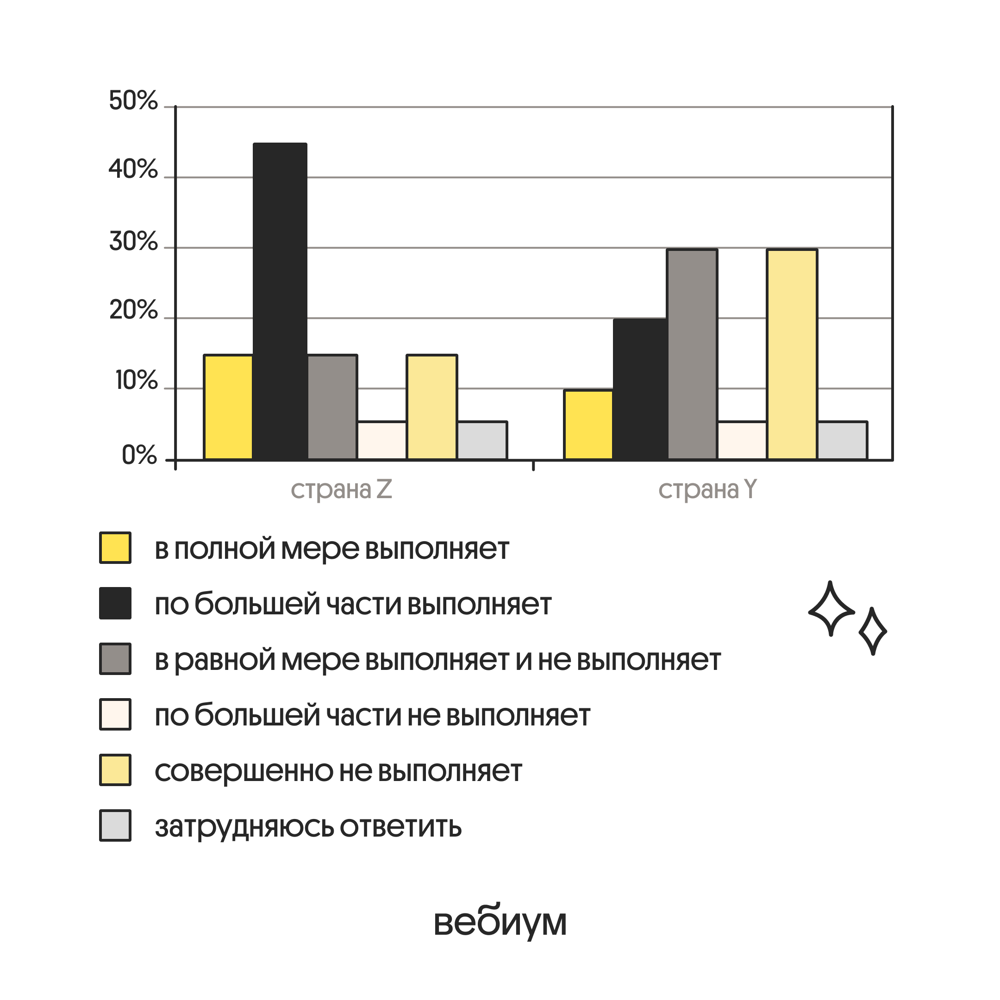 50%
40%
30%
20%
10%
0%
страна Z
страна Y
в полной мере выполняет
по большей части выполняет
в равной мере выполняет и не выполняет
по большей части не выполняет
совершенно не выполняет
затрудняюсь ответить
вебиум